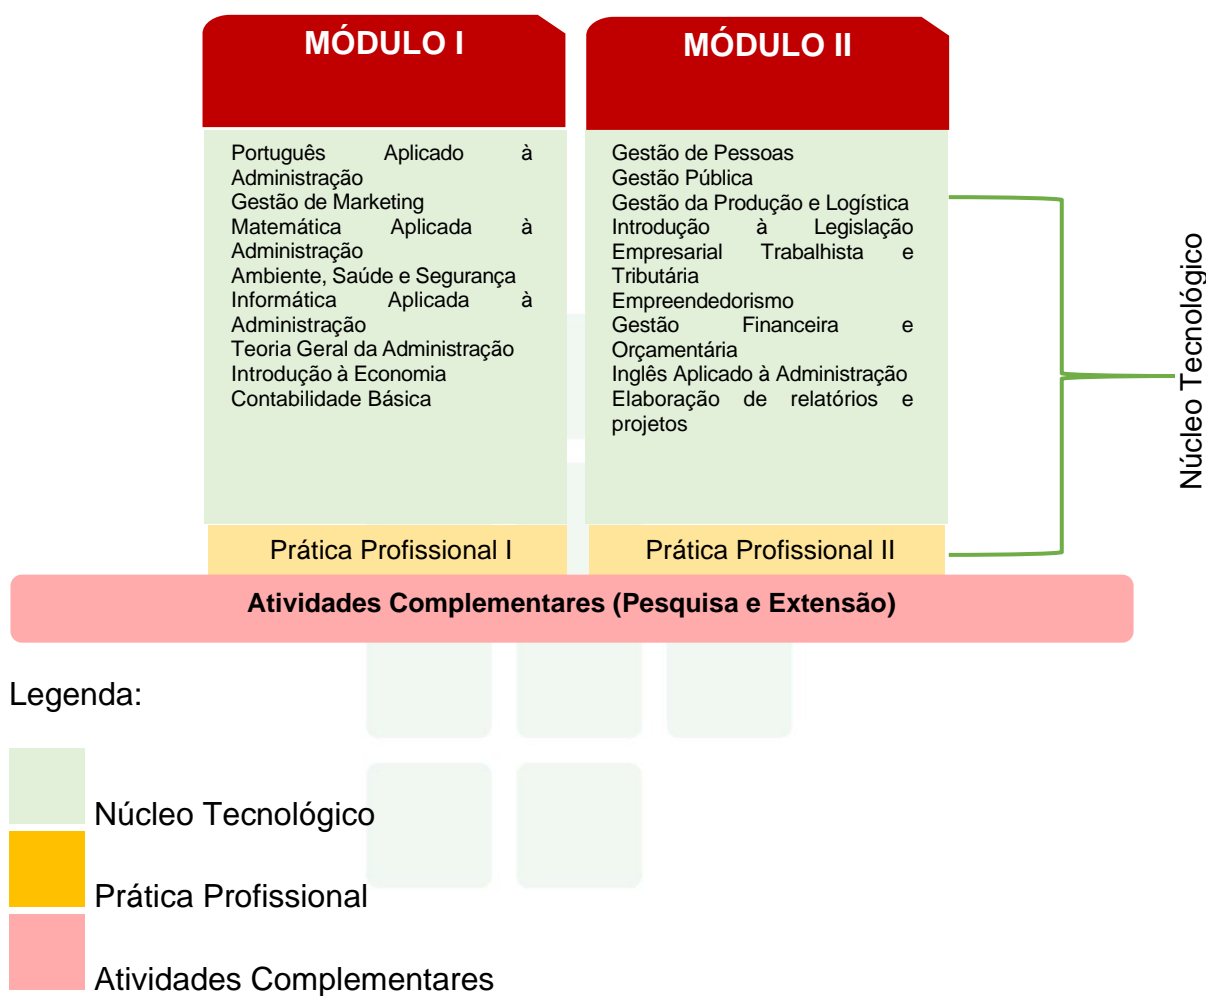 MÓDULO I
Português Aplicado à
Administração
Gestão de Marketing
Matemática Aplicada à
Administração
Ambiente, Saúde e Segurança
Informática Aplicada à
Administração
Teoria Geral da Administração
Introdução à Economia
Contabilidade Básica
Prática Profissional I
MÓDULO II
Gestão de Pessoas
Gestão Pública
Gestão da Produção e Logística
Introdução à Legislação
Empresarial Trabalhista e
Tributária
Empreendedorismo
Gestão Financeira e
Orçamentária
Inglês Aplicado à Administração
Elaboração de relatórios e
projetos
Prática Profissional II
Núcleo Tecnológico
Atividades Complementares (Pesquisa e Extensão)
Legenda:
Núcleo Tecnológico
Prática Profissional
Atividades Complementares